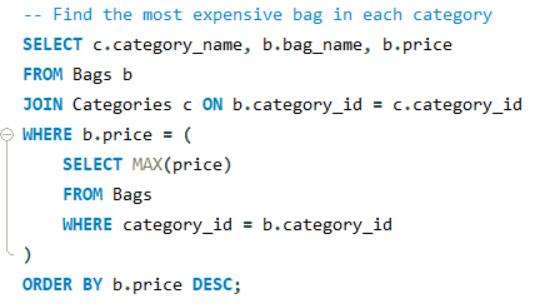 -- Find the most expensive bag in each category
SELECT c.category_name, b.bag_name, b.price
FROM Bags b
JOIN Categories c ON b.category_id = c.category_id
WHERE b.price = (
    SELECT MAX(price)
    FROM Bags
    WHERE category_id = b.category_id
)
ORDER BY b.price DESC;